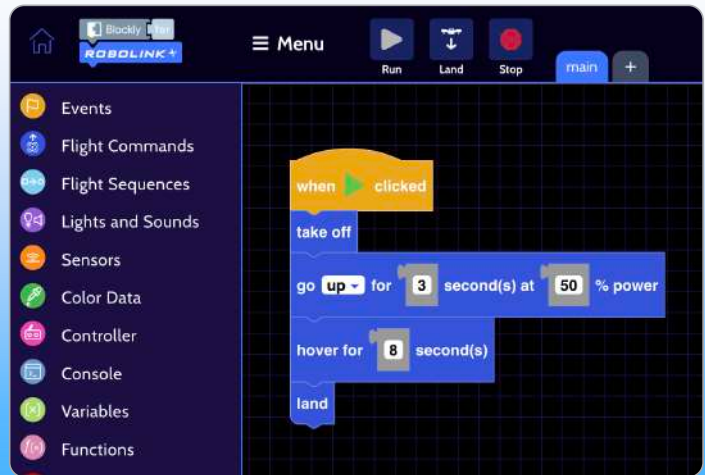 Blockly
ROBOLINK+
≡ Menu
Run
Land
Stop
main
+
Events
Flight Commands
Flight Sequences
Lights and Sounds
Sensors
Color Data
Controller
Console
Variables
Functions
when clicked
take off
go up for 3 second(s) at 50 % power
hover for 8 second(s)
land